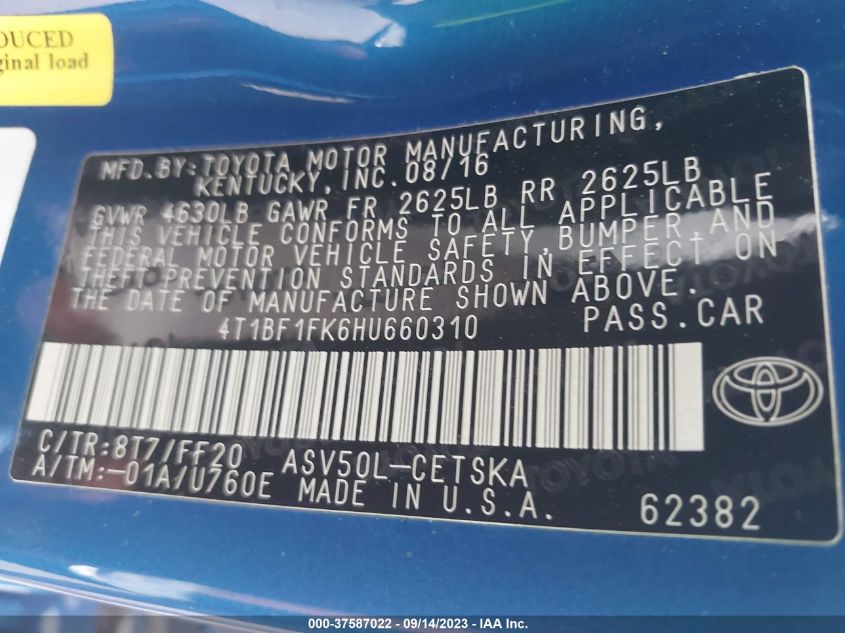 DUCED
ginal load
MFD. BY: TOYOTA MOTOR MANUFACTURING,
KENTUCKY, INC. 08/16
GVWR 4630LB GAWR FR 2625LB RR 2625LB
THIS VEHICLE CONFORMS TO ALL APPLICABLE
FEDERAL MOTOR VEHICLE SAFETY, BUMPER, AND
THEFT PREVENTION STANDARDS IN EFFECT ON
THE DATE OF MANUFACTURE SHOWN ABOVE.
4T1BF1FK6HU660310 PASS. CAR
C/TR: 8T7/FF20 ASV50L-CETSKA
A/TM: -01A/U760E MADE IN U.S.A. 62382
000-37587022 - 09/14/2023 - IAA Inc.